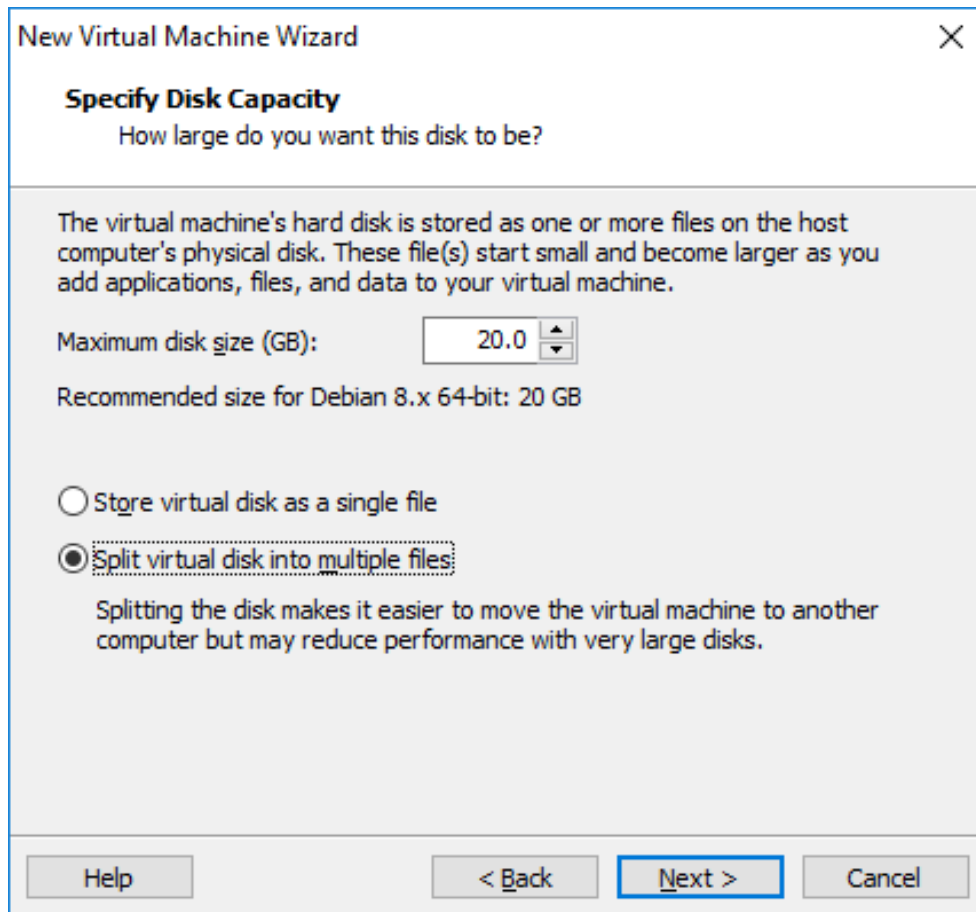 New Virtual Machine Wizard
Specify Disk Capacity
How large do you want this disk to be?
The virtual machine's hard disk is stored as one or more files on the host
computer's physical disk. These file(s) start small and become larger as you
add applications, files, and data to your virtual machine.
Maximum disk size (GB): 20.0
Recommended size for Debian 8.x 64-bit: 20 GB
Store virtual disk as a single file
Split virtual disk into multiple files
Splitting the disk makes it easier to move the virtual machine to another
computer but may reduce performance with very large disks.
Help < Back Next > Cancel